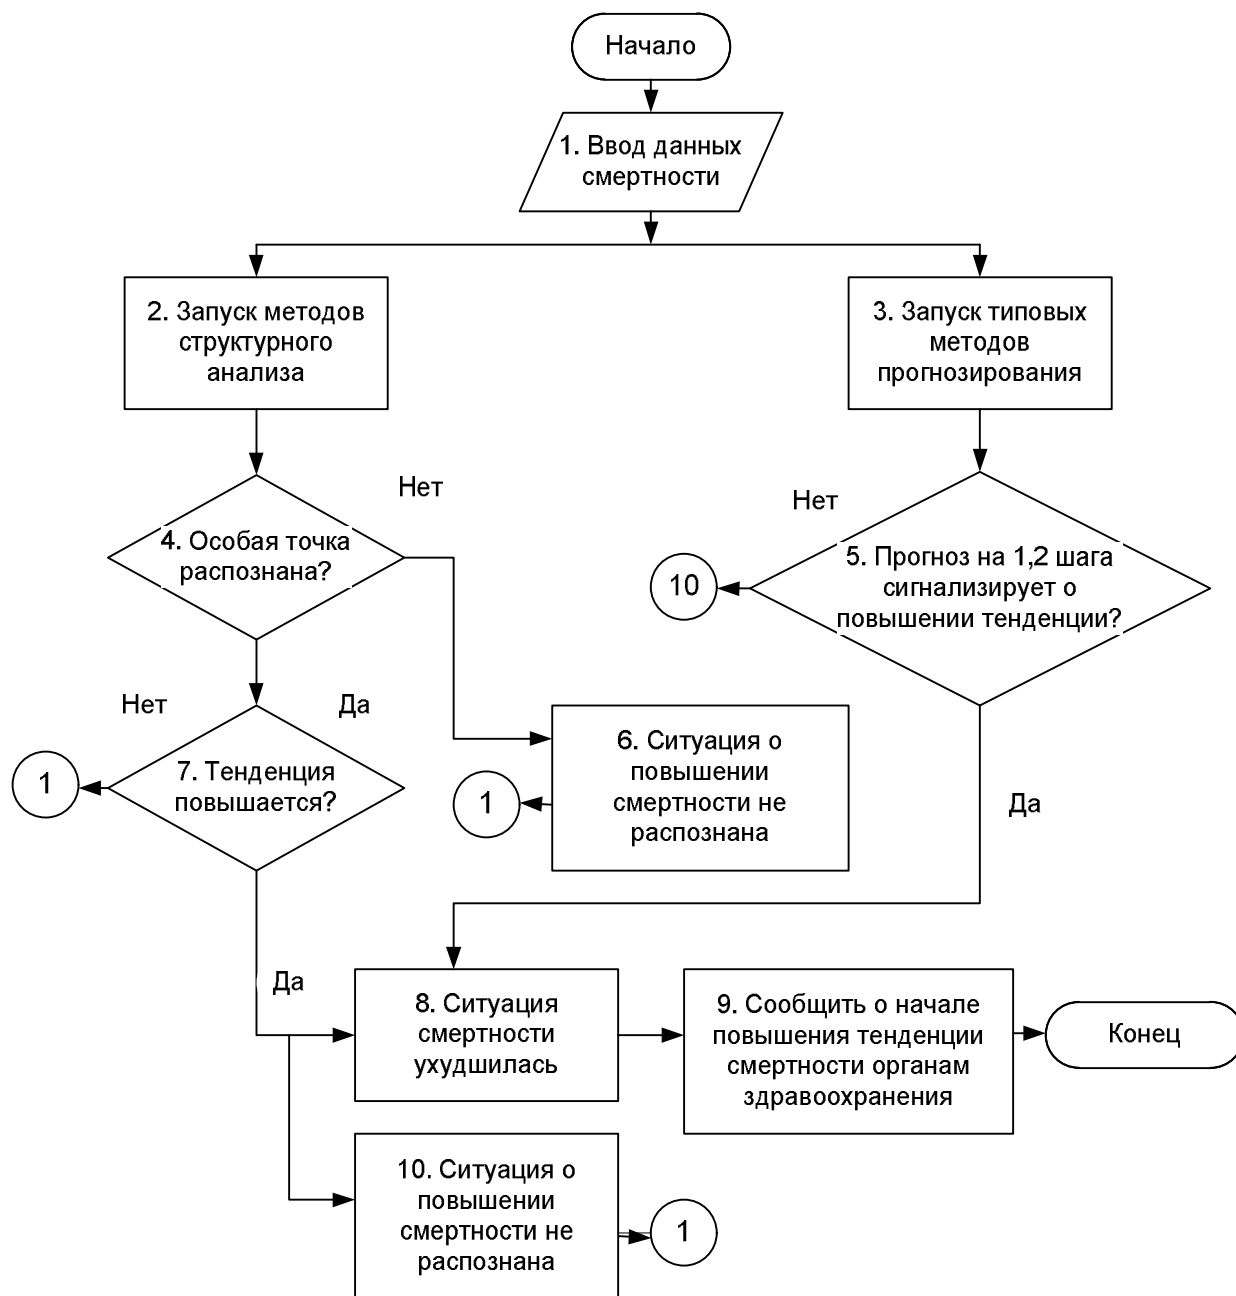 Начало
1. Ввод данных
смертности
2. Запуск методов
структурного
анализа
3. Запуск типовых
методов
прогнозирования
Нет
4. Особая точка
распознана?
Нет
5. Прогноз на 1,2 шага
сигнализирует о
повышении тенденции?
10
Нет
Да
7. Тенденция
повышается?
1
6. Ситуация о
повышении
смертности не
распознана
1
Да
Да
8. Ситуация
смертности
ухудшилась
9. Сообщить о начале
повышения тенденции
смертности органам
здравоохранения
Конец
10. Ситуация о
повышении
смертности не
распознана
1